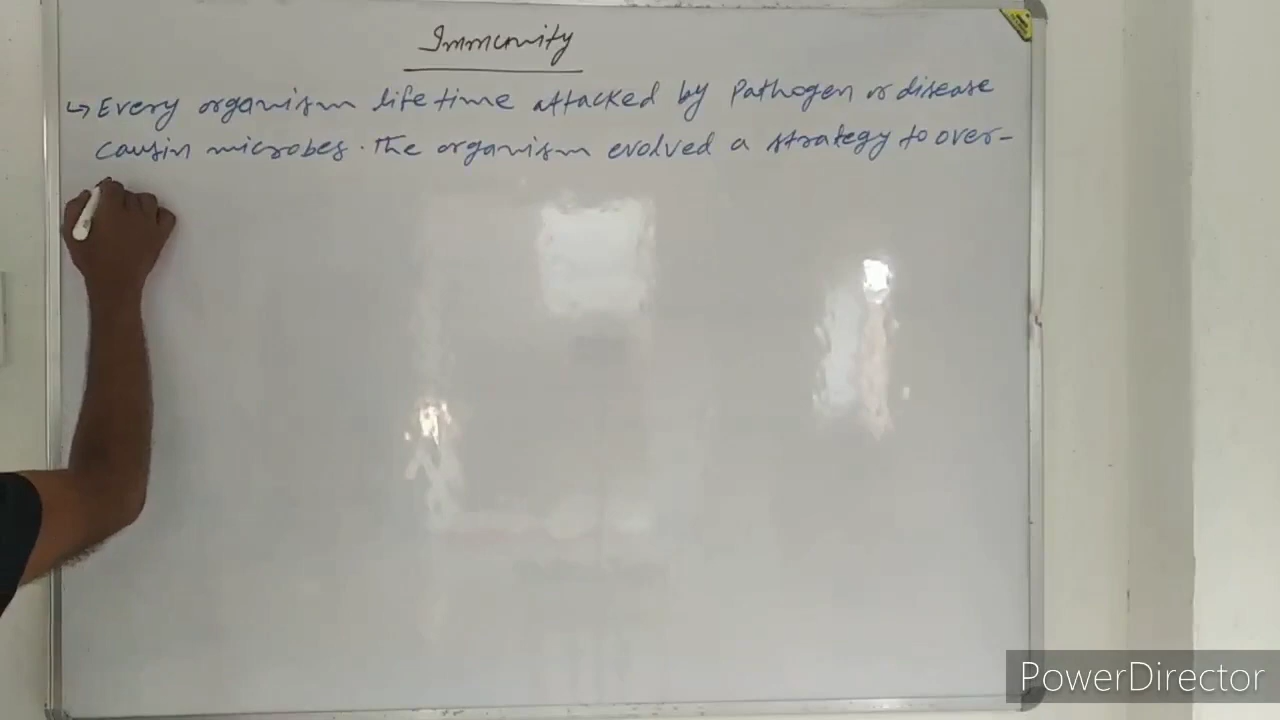 Immunity
↳ Every organism life time attacked by pathogen or disease
causin microbes. The organism evolved a strategy to over-
PowerDirector